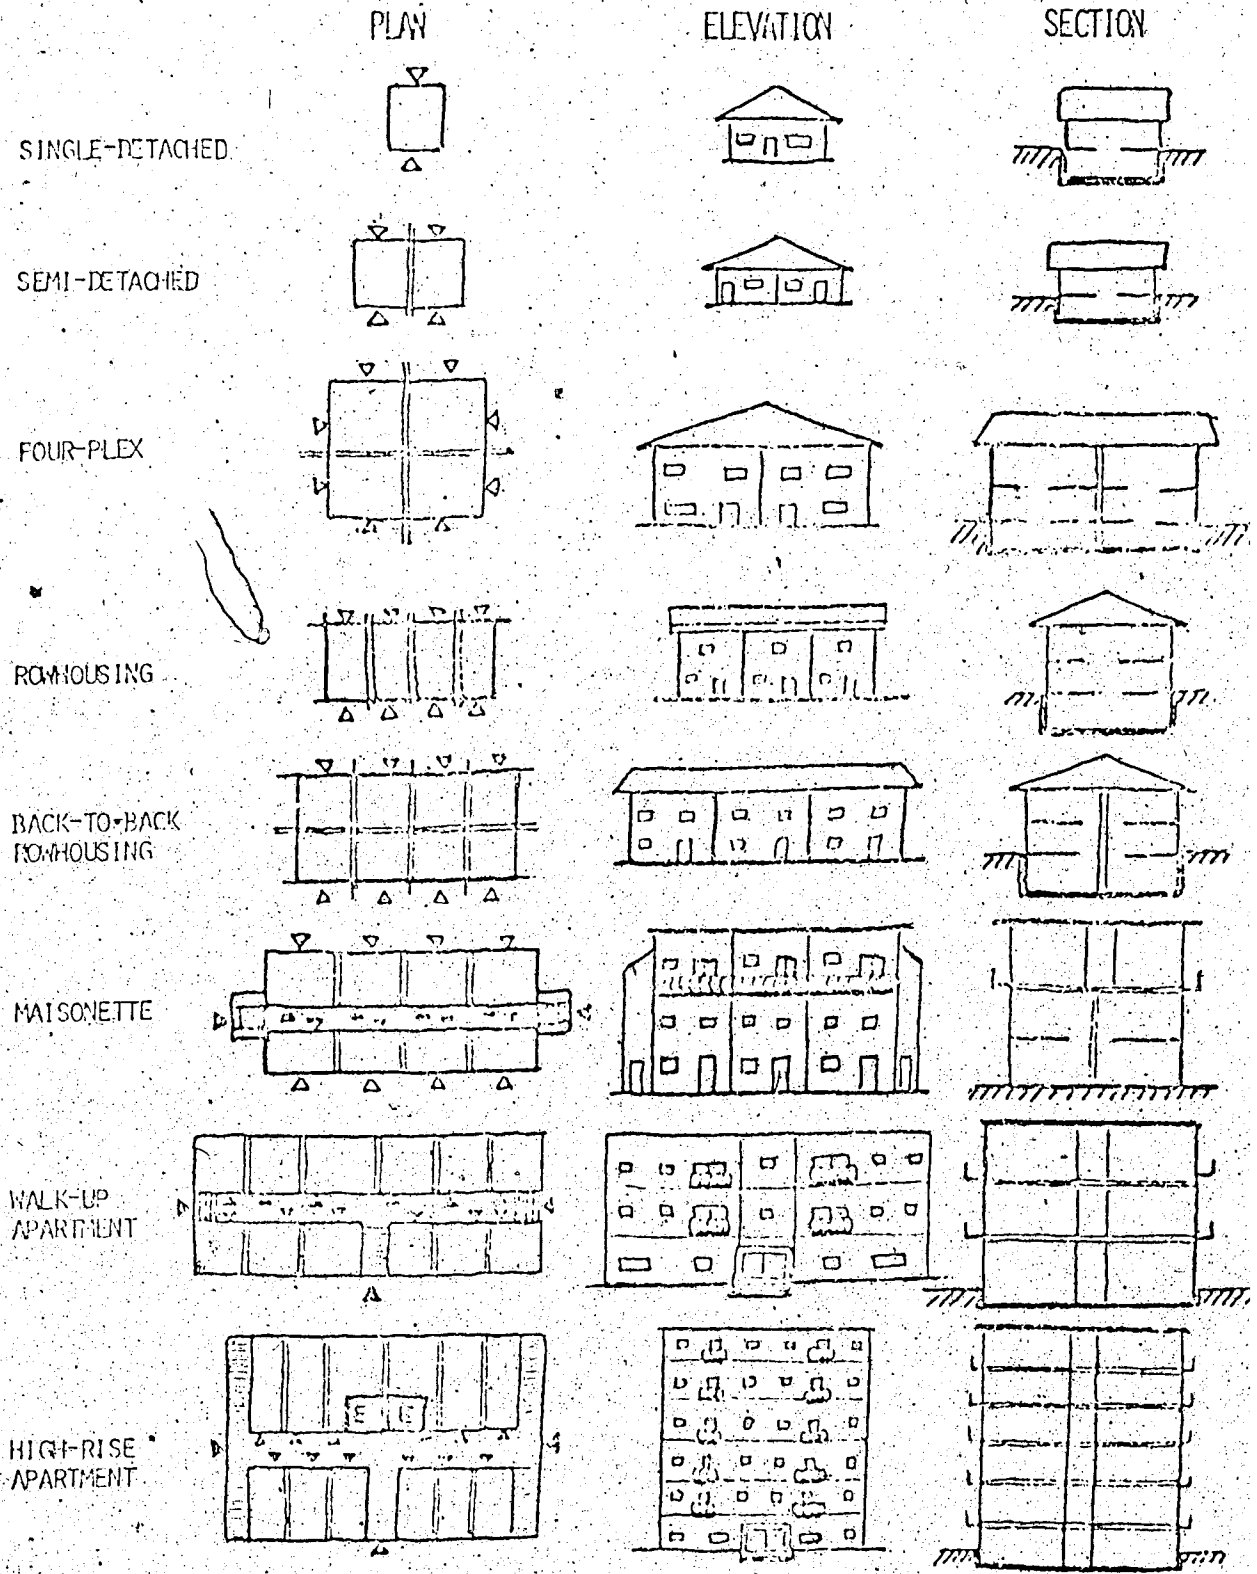 PLAN ELEVATION SECTION
SINGLE-DETACHED
SEMI-DETACHED
FOUR-PLEX
ROWHOUSING
BACK-TO-BACK
ROWHOUSING
MAISONETTE
WALK-UP
APARTMENT
HIGH-RISE
APARTMENT